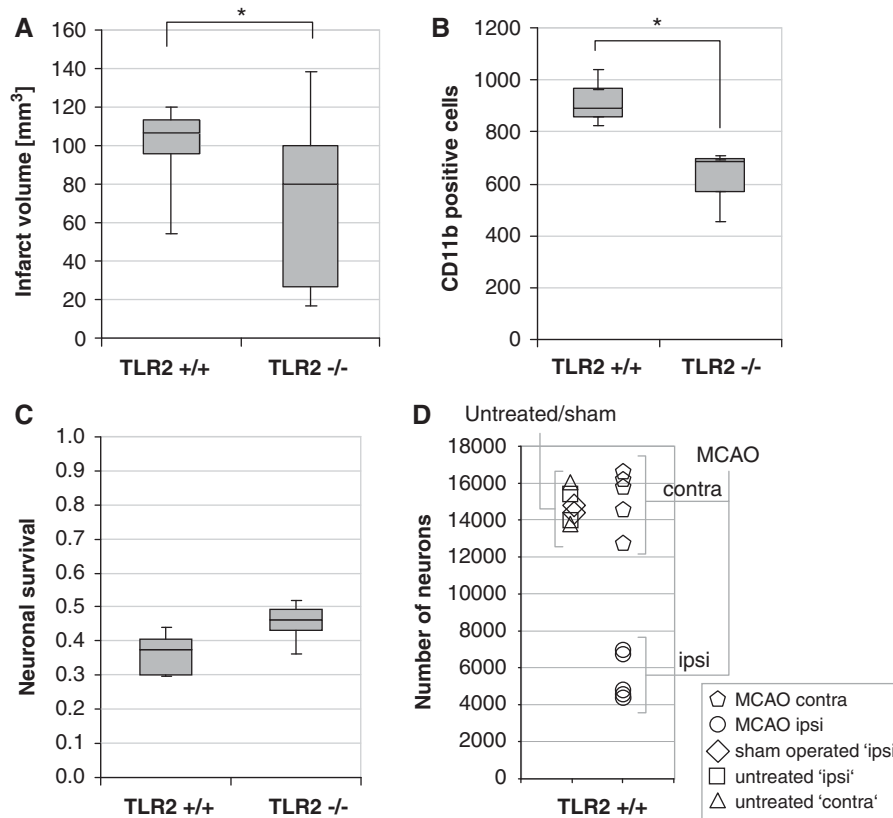 A
*
160
140
120
100
80
60
40
20
0
Infarct volume [mm³]
TLR2 +/+
TLR2 -/-
B
*
1200
1000
800
600
400
200
0
CD11b positive cells
TLR2 +/+
TLR2 -/-
C
1.0
0.9
0.8
0.7
0.6
0.5
0.4
0.3
0.2
0.1
0.0
Neuronal survival
TLR2 +/+
TLR2 -/-
D
Untreated/sham
MCAO
contra
ipsi
18000
16000
14000
12000
10000
8000
6000
4000
2000
0
Number of neurons
TLR2 +/+
MCAO contra
MCAO ipsi
sham operated 'ipsi
untreated 'ipsi'
untreated 'contra'